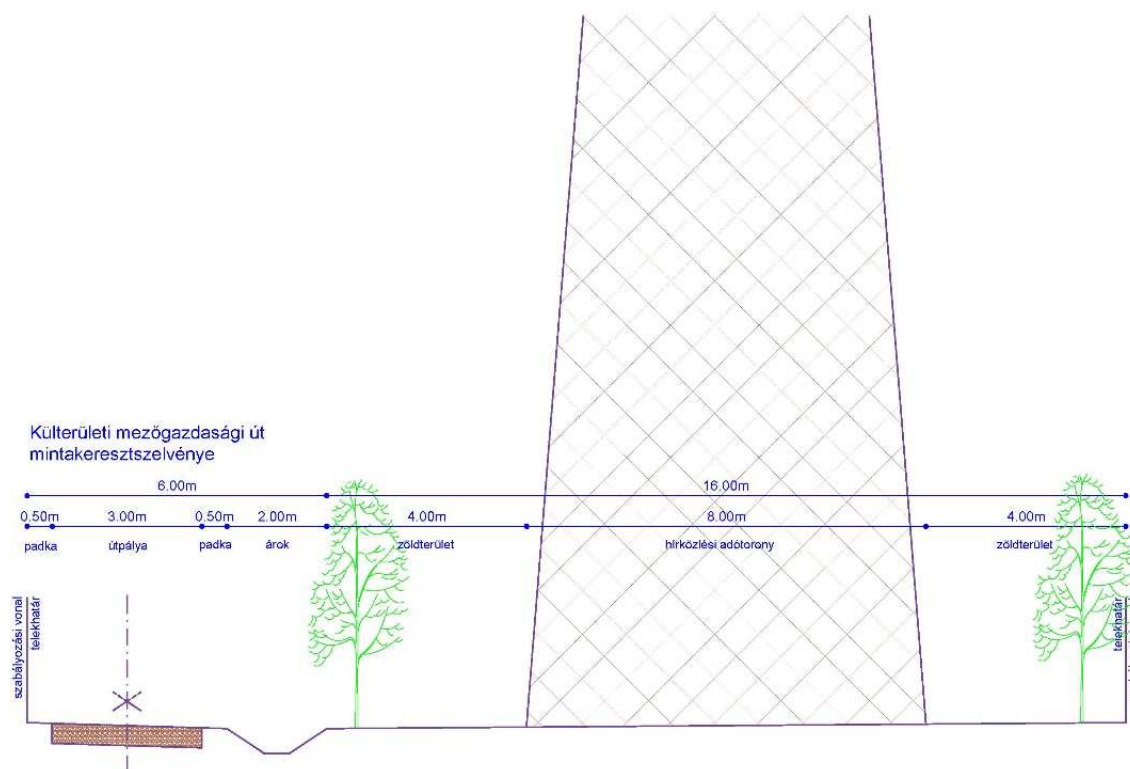 Külterületi mezőgazdasági út
mintakeresztszelvénye
6.00m 16.00m
0.50m 3.00m 0.50m 2.00m 4.00m 8.00m 4.00m
padka útpálya padka árok zöldterület hírközlési adótorony zöldterület
szabályozási vonal
telekhatár
telekhatár